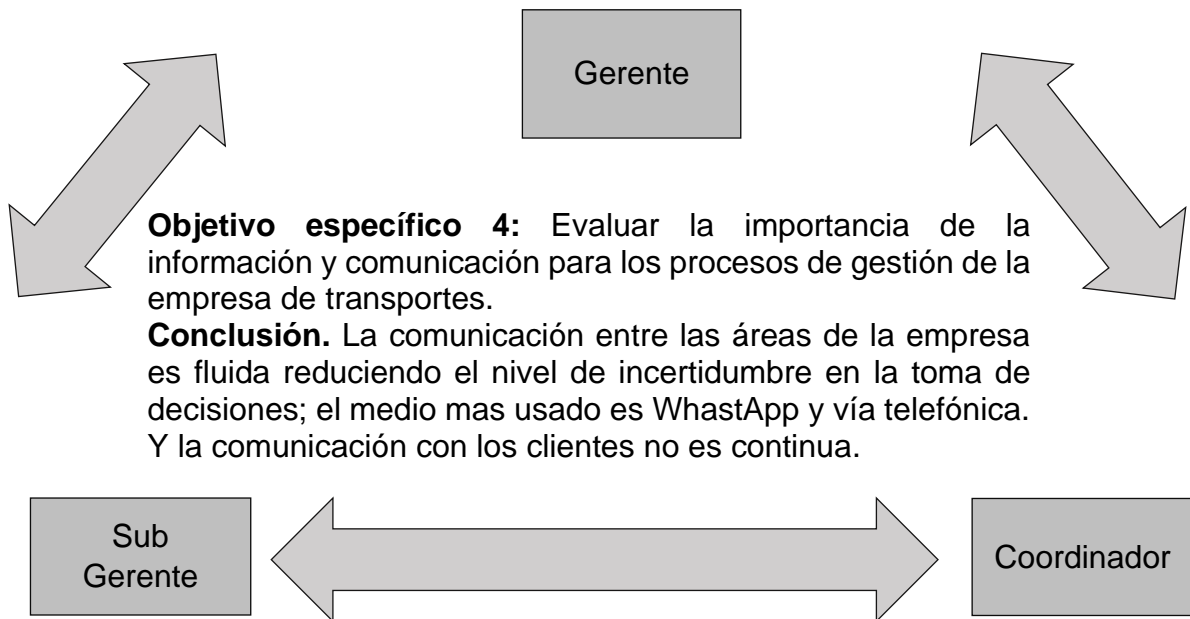 Gerente
Objetivo específico 4: Evaluar la importancia de la
información y comunicación para los procesos de gestión de la
empresa de transportes.
Conclusión. La comunicación entre las áreas de la empresa
es fluida reduciendo el nivel de incertidumbre en la toma de
decisiones; el medio mas usado es WhastApp y vía telefónica.
Y la comunicación con los clientes no es continua.
Sub
Gerente
Coordinador